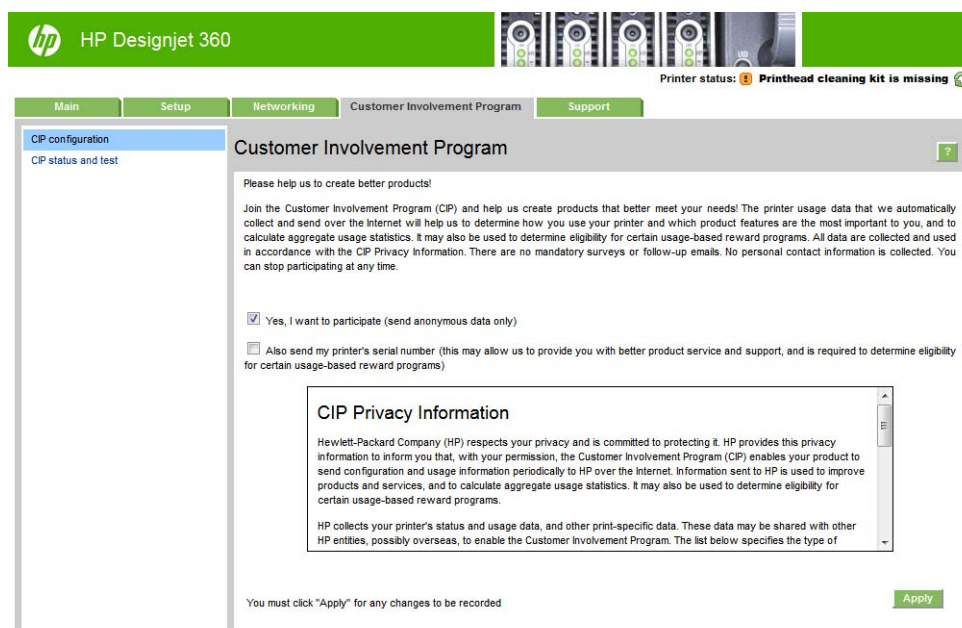 hp HP Designjet 360
Printer status: Printhead cleaning kit is missing
Main Setup Networking Customer Involvement Program Support
CIP configuration
CIP status and test
Customer Involvement Program
?
Please help us to create better products!
Join the Customer Involvement Program (CIP) and help us create products that better meet your needs! The printer usage data that we automatically
collect and send over the Internet will help us to determine how you use your printer and which product features are the most important to you, and to
calculate aggregate usage statistics. It may also be used to determine eligibility for certain usage-based reward programs. All data are collected and used
in accordance with the CIP Privacy Information. There are no mandatory surveys or follow-up emails. No personal contact information is collected. You
can stop participating at any time.
Yes, I want to participate (send anonymous data only)
Also send my printer's serial number (this may allow us to provide you with better product service and support, and is required to determine eligibility
for certain usage-based reward programs)
CIP Privacy Information
Hewlett-Packard Company (HP) respects your privacy and is committed to protecting it. HP provides this privacy
information to inform you that, with your permission, the Customer Involvement Program (CIP) enables your product to
send configuration and usage information periodically to HP over the Internet. Information sent to HP is used to improve
products and services, and to calculate aggregate usage statistics. It may also be used to determine eligibility for
certain usage-based reward programs.
HP collects your printer's status and usage data, and other print-specific data. These data may be shared with other
HP entities, possibly overseas, to enable the Customer Involvement Program. The list below specifies the type of
You must click "Apply" for any changes to be recorded
Apply